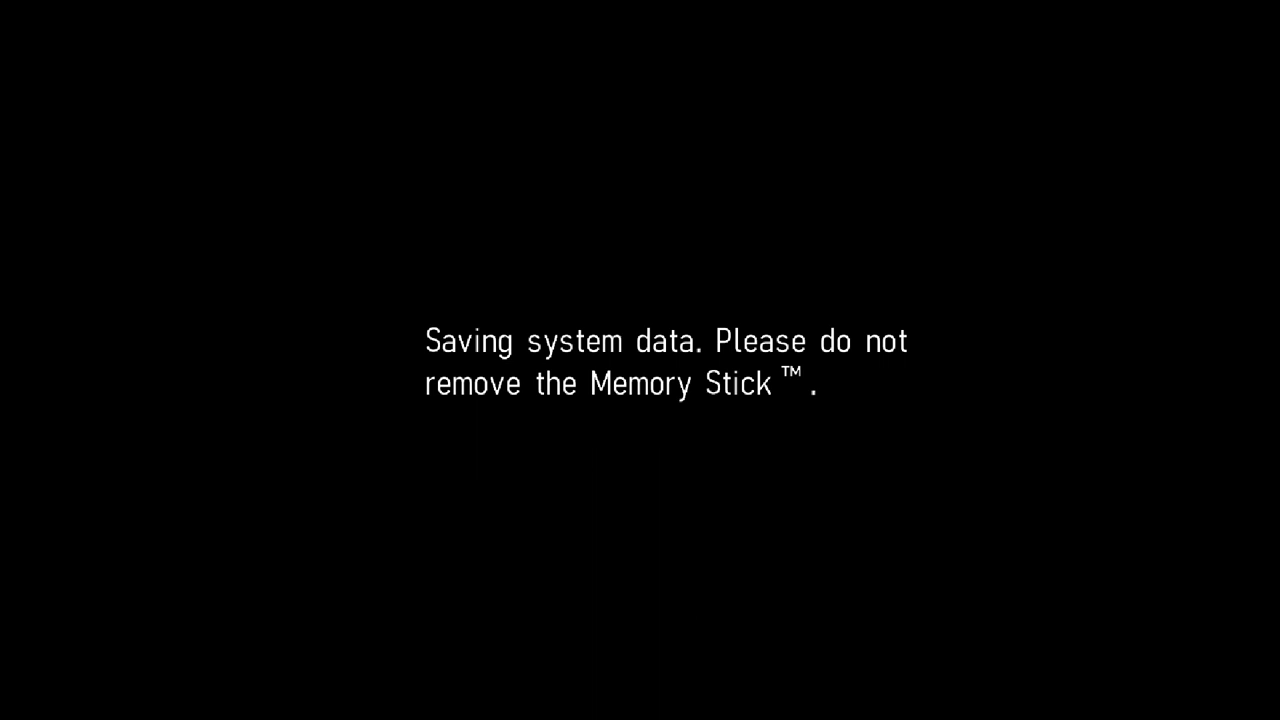 Saving system data. Please do not
remove the Memory Stick™.